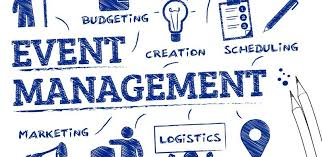 BUDGETING
EVENT
CREATION
SCHEDULING
MANAGEMENT
MARKETING
LOGISTICS